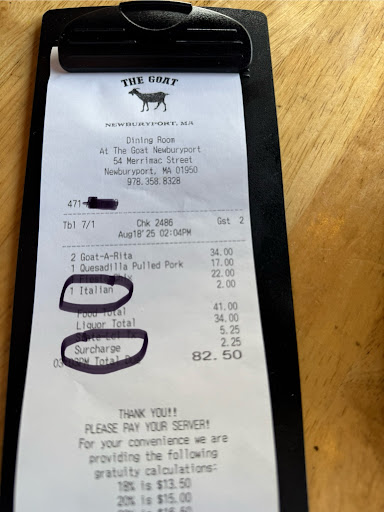 THE GOAT
NEWBURYPORT, MA
Dining Room
At The Goat Newburyport
54 Merrimac Street
Newburyport, MA 01950
978.358.8328
471
Tbl 7/1 Chk 2486 Gst 2
Aug18'25 02:04PM
2 Goat-A-Rita 34.00
1 Quesadilla Pulled Pork 17.00
22.00
1 Italian 2.00
Food Total 41.00
Liquor Total 34.00
5.25
Surcharge 2.25
Total 82.50
THANK YOU!!
PLEASE PAY YOUR SERVER!
For your convenience we are
providing the following
gratuity calculations:
18% is $13.50
20% is $15.00